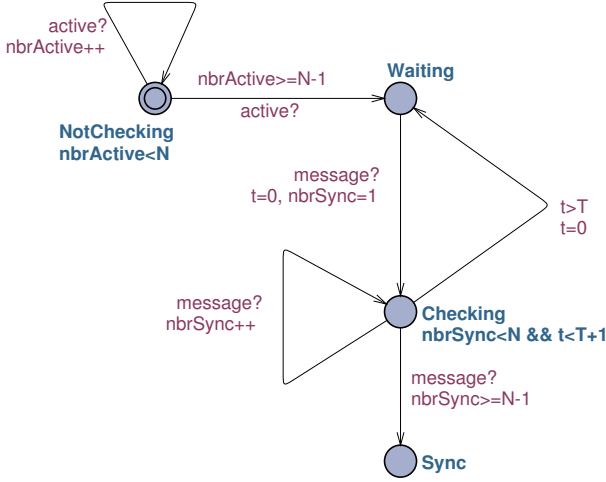 active?
nbrActive++
nbrActive>=N-1
active?
Waiting
NotChecking
nbrActive<N
message?
t=0, nbrSync=1
t>T
t=0
message?
nbrSync++
Checking
nbrSync<N && t<T+1
message?
nbrSync>=N-1
Sync